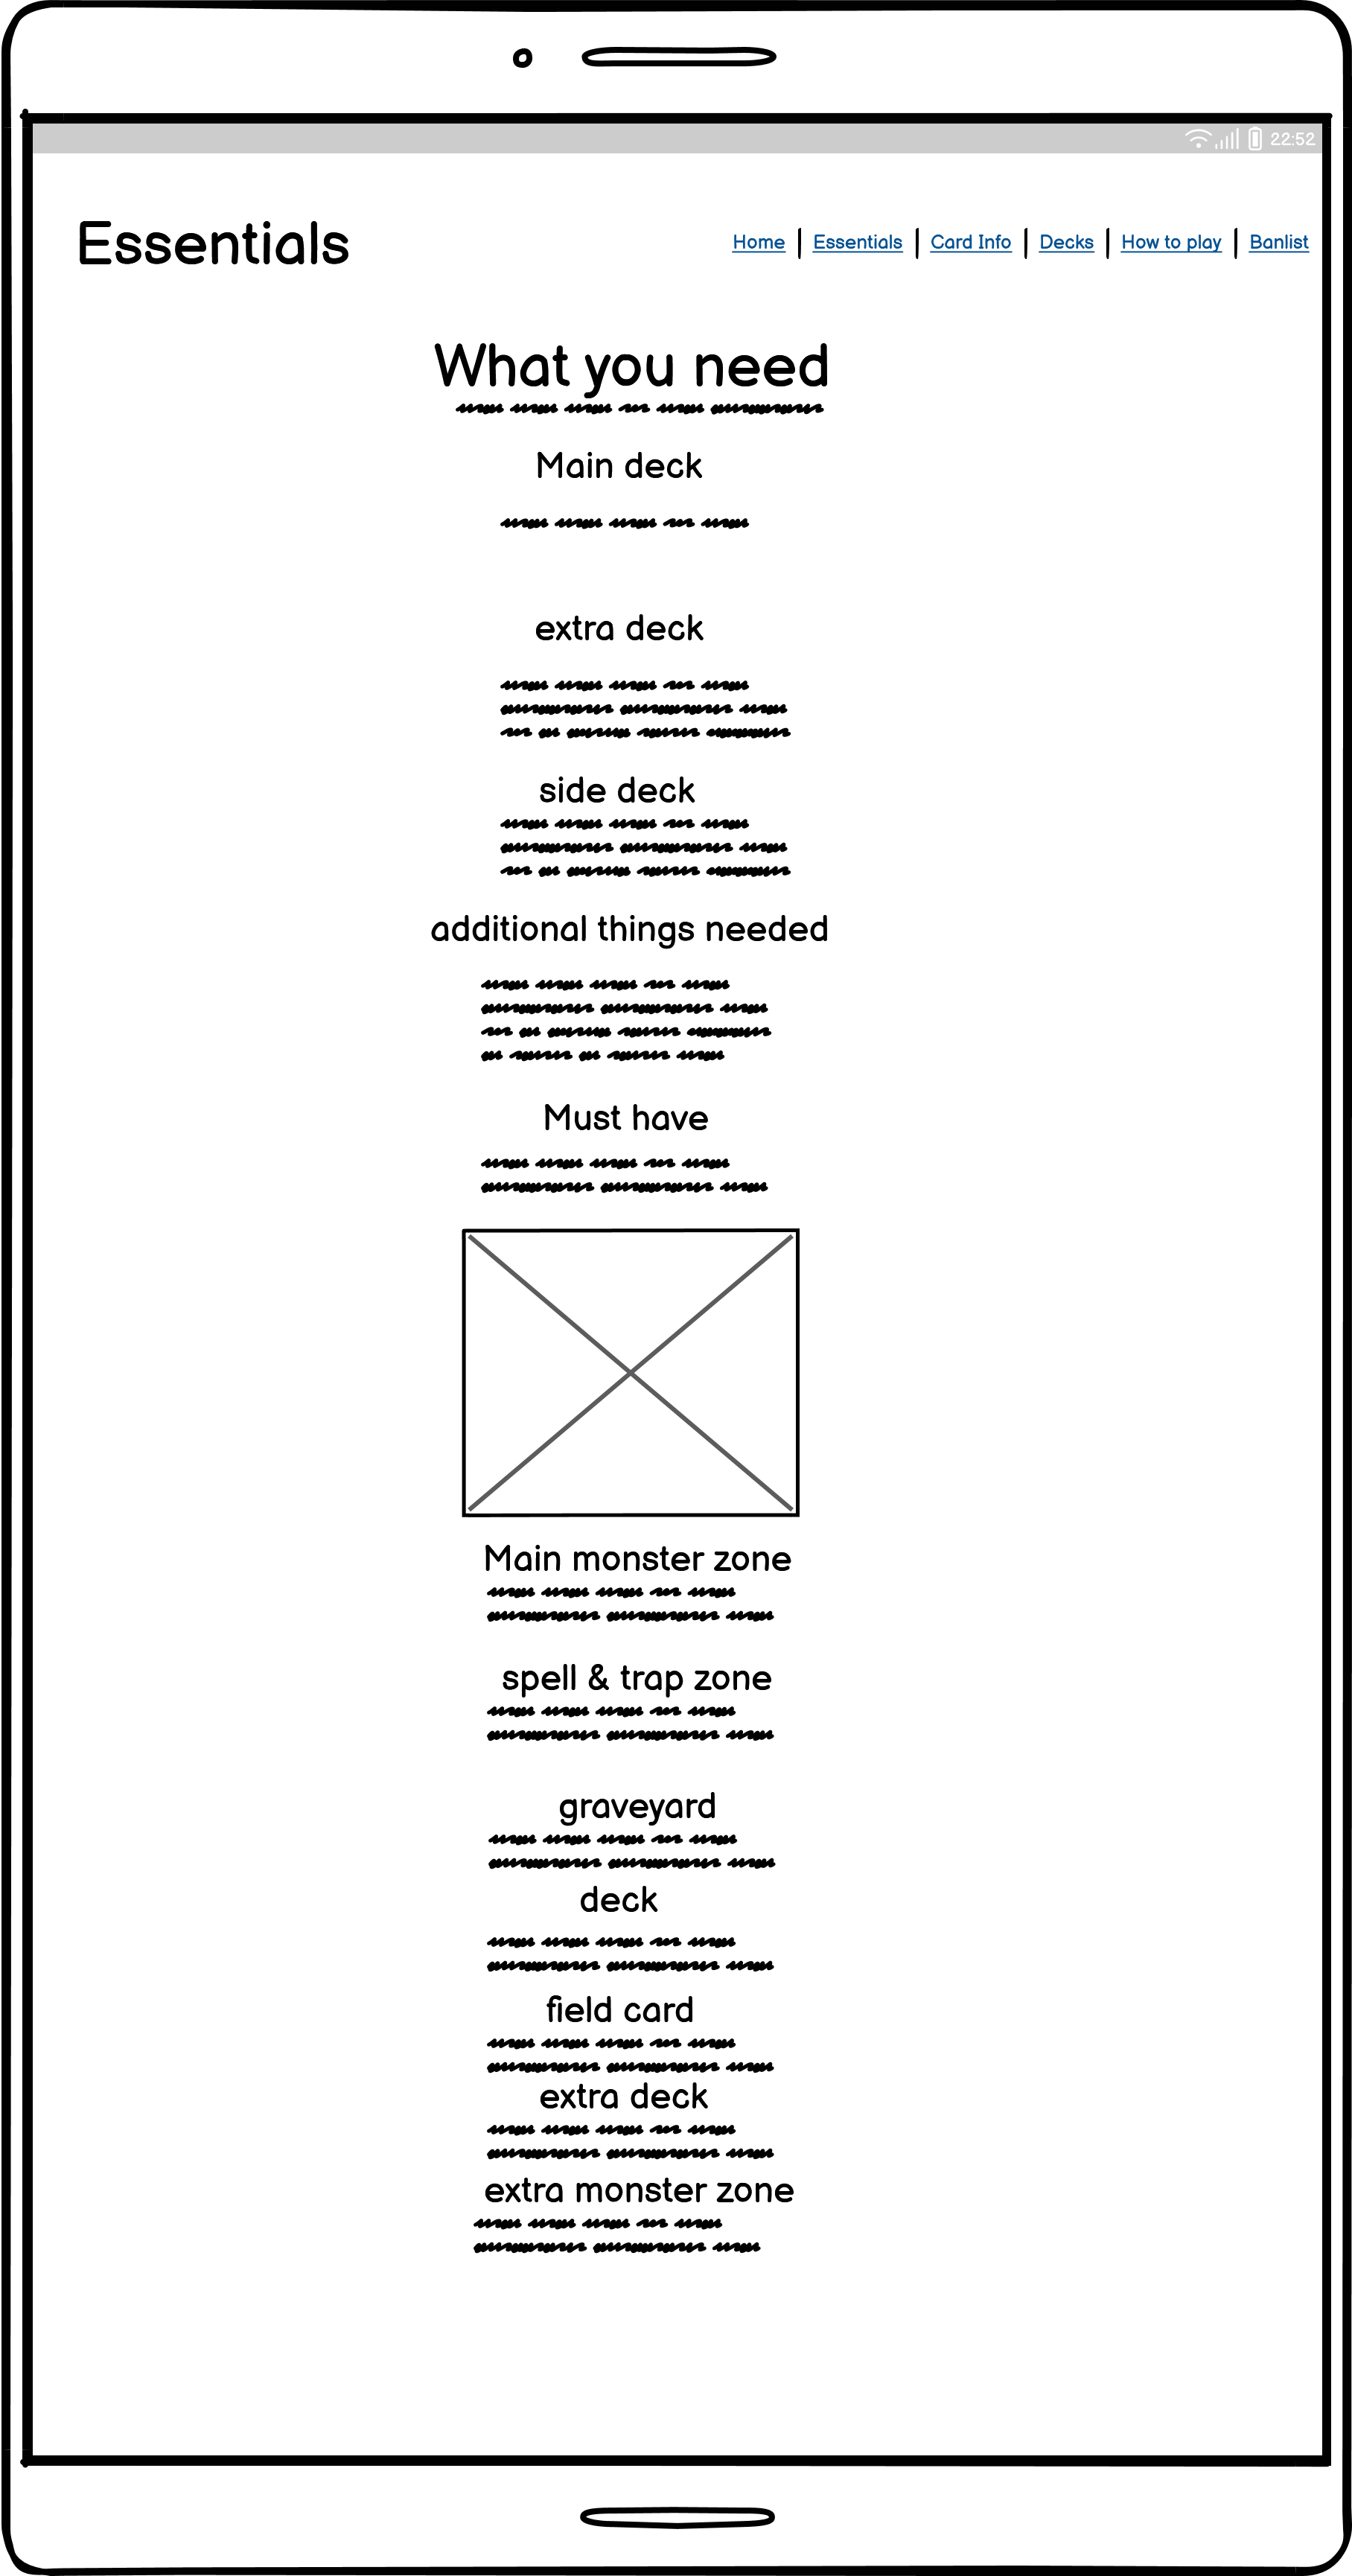 22:52
Essentials
Home | Essentials | Card Info | Decks | How to play | Banlist
What you need
Main deck
extra deck
side deck
additional things needed
Must have
Main monster zone
spell & trap zone
graveyard
deck
field card
extra deck
extra monster zone